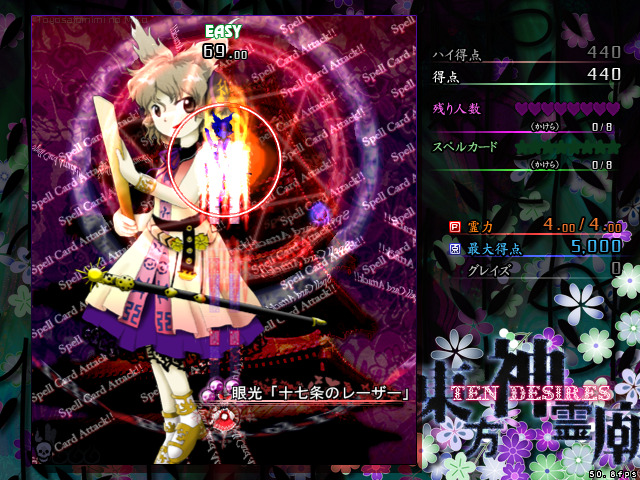 Toyosatomimi no Miko
EASY
69.00
Spell Card Attack!!
眼光「十七条のレーザー」
ハイ得点 440
得点 440
残り人数
(かけら) 0/8
スペルカード
(かけら) 0/8
P 霊力 4.00/4.00
最大得点 5,000
グレイズ 0
東方神霊廟
TEN DESIRES
50.8fps